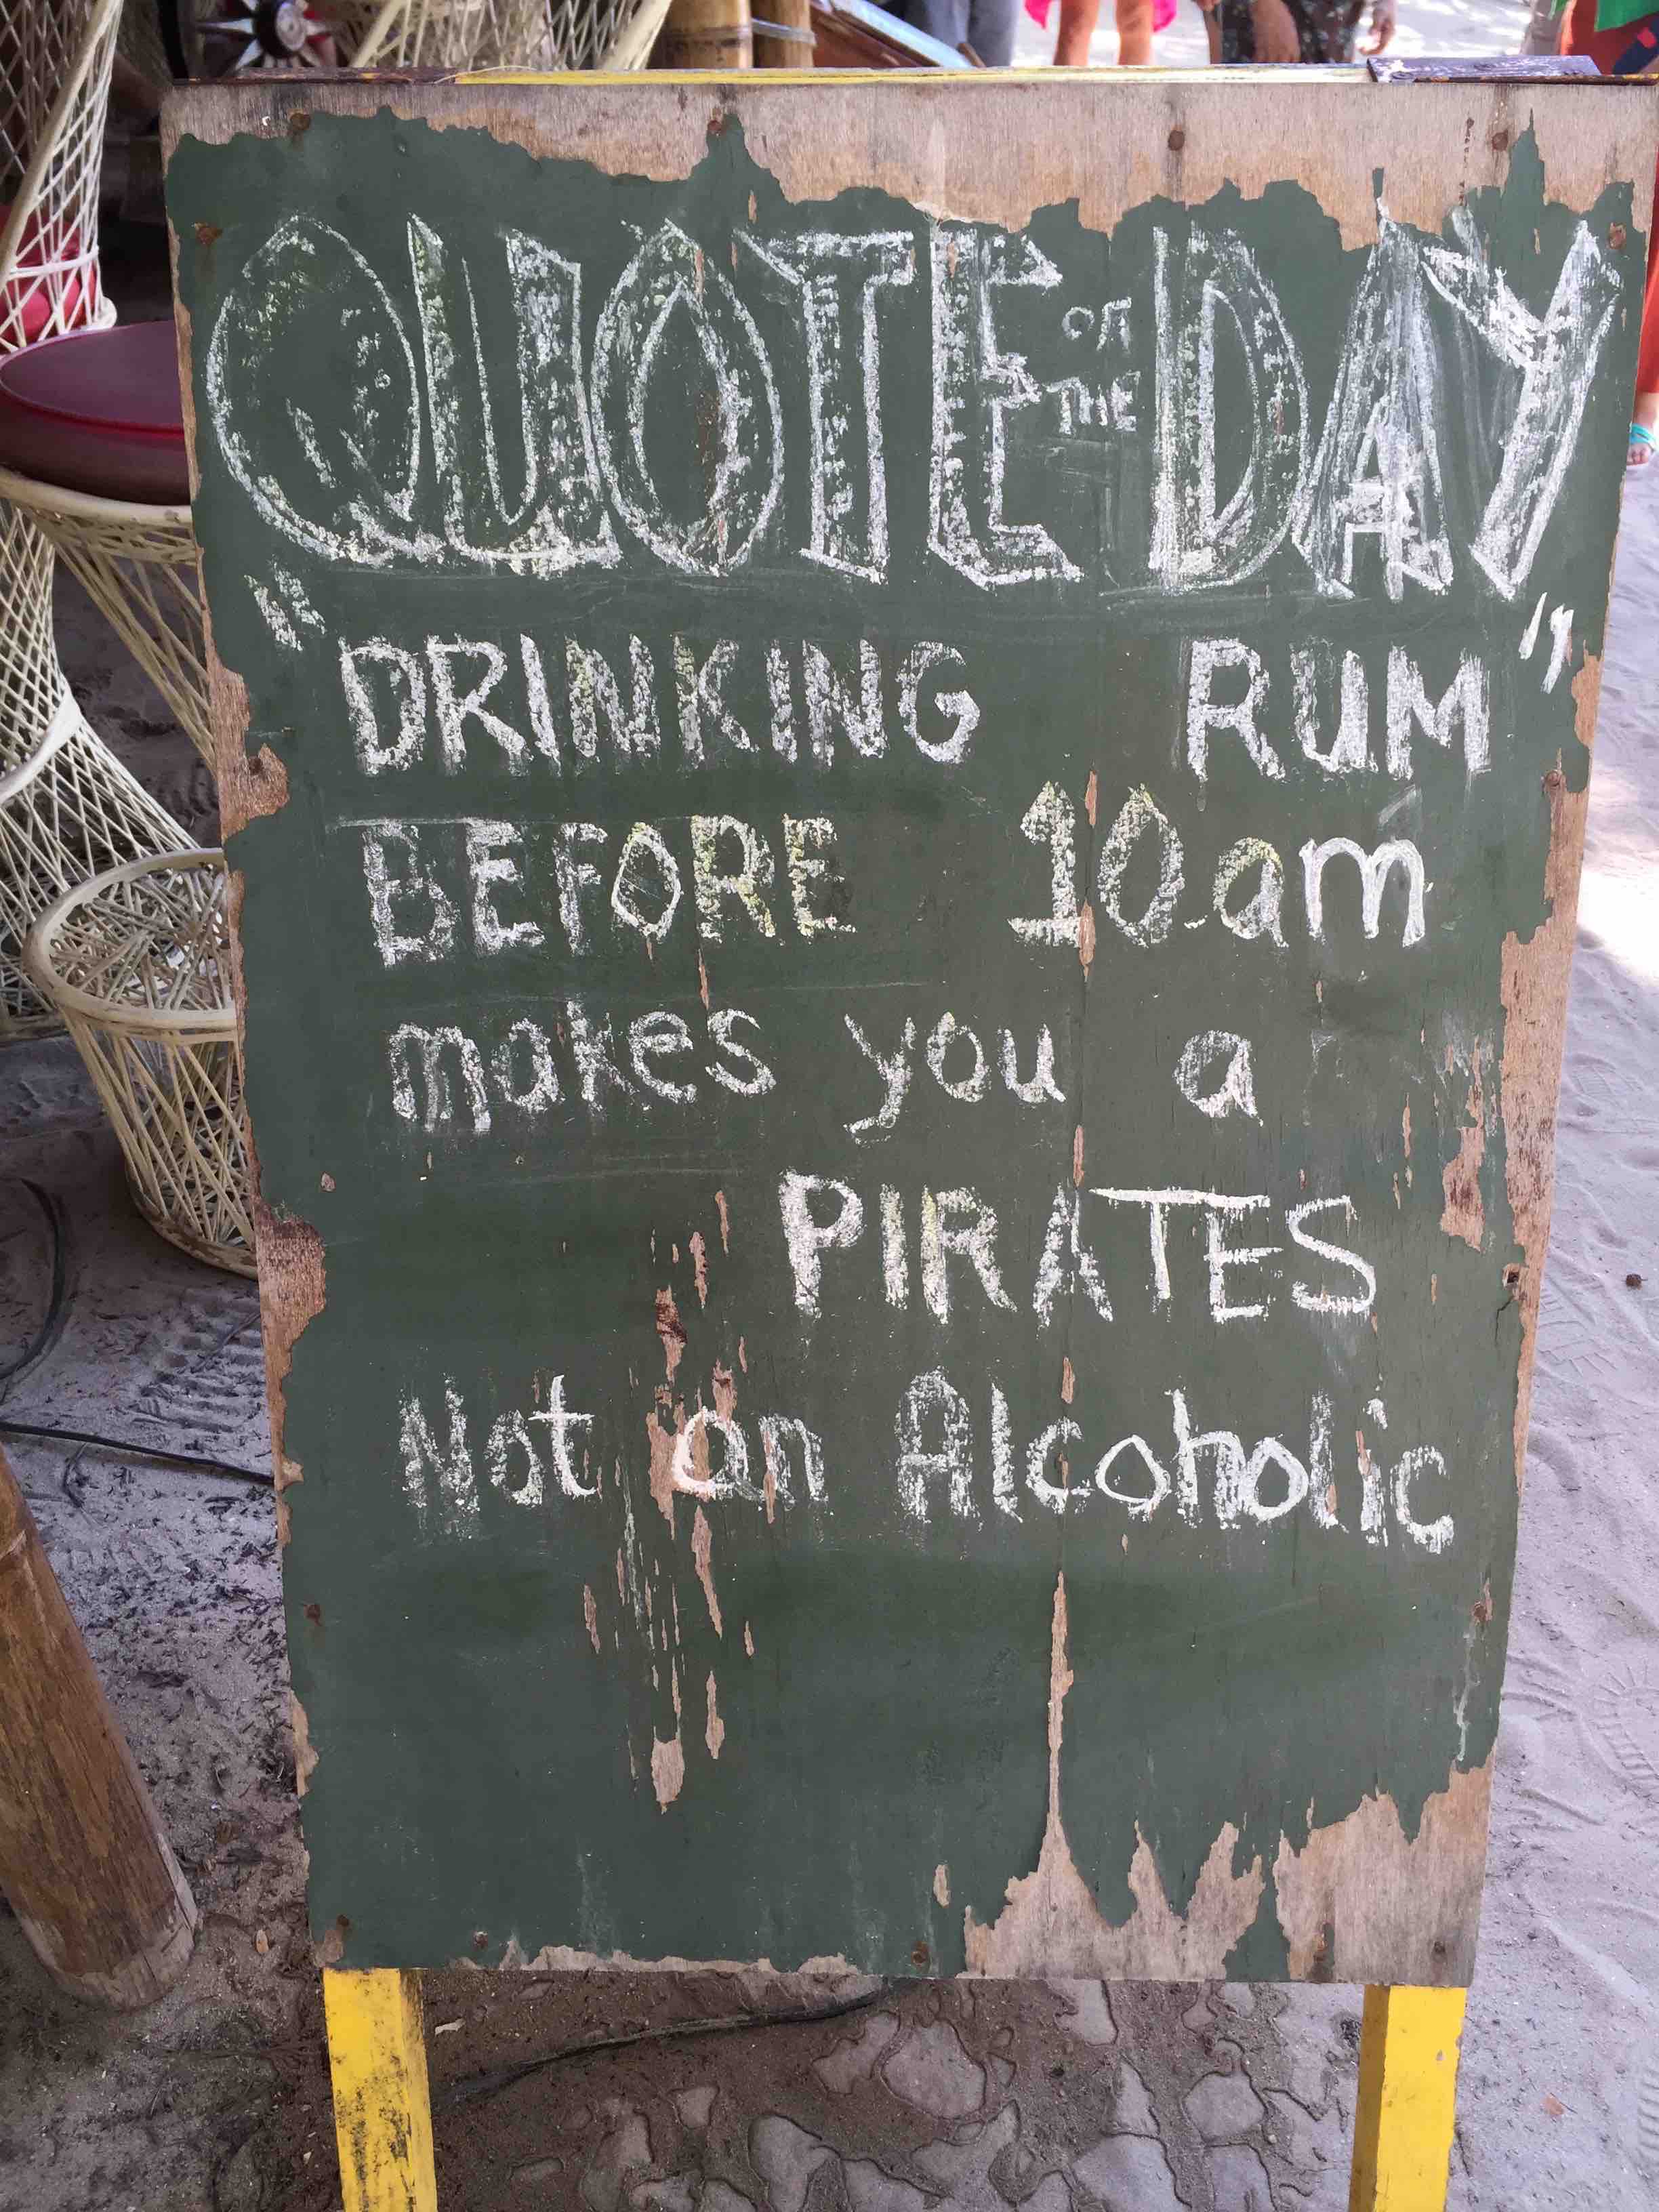 QUOTE OF THE DAY
"DRINKING RUM"
BEFORE 10am
makes you a
PIRATES
Not an Alcoholic